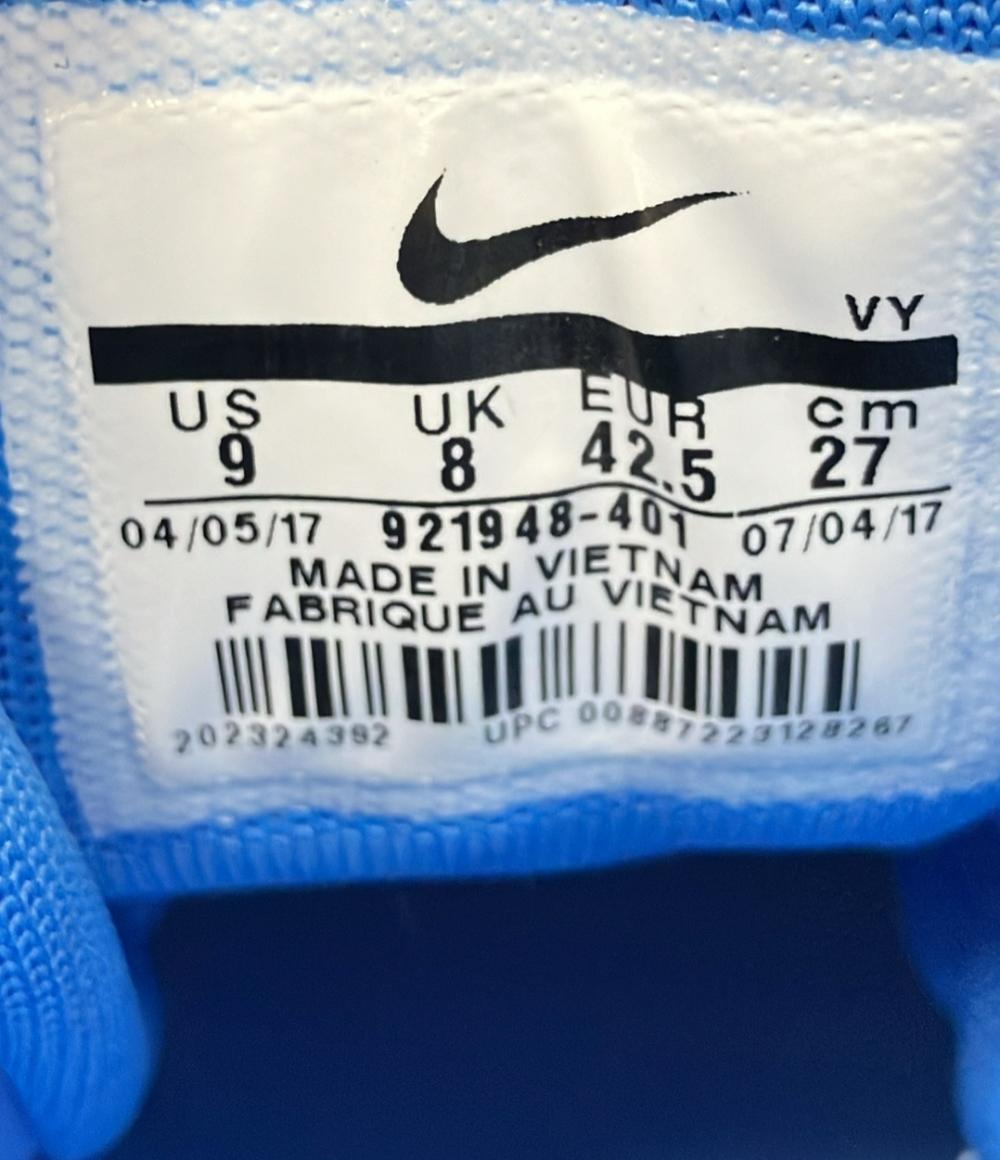 VY
US UK EUR cm
9 8 42.5 27
04/05/17 921948-401 07/04/17
MADE IN VIETNAM
FABRIQUE AU VIETNAM
202324392 UPC 00887223128267